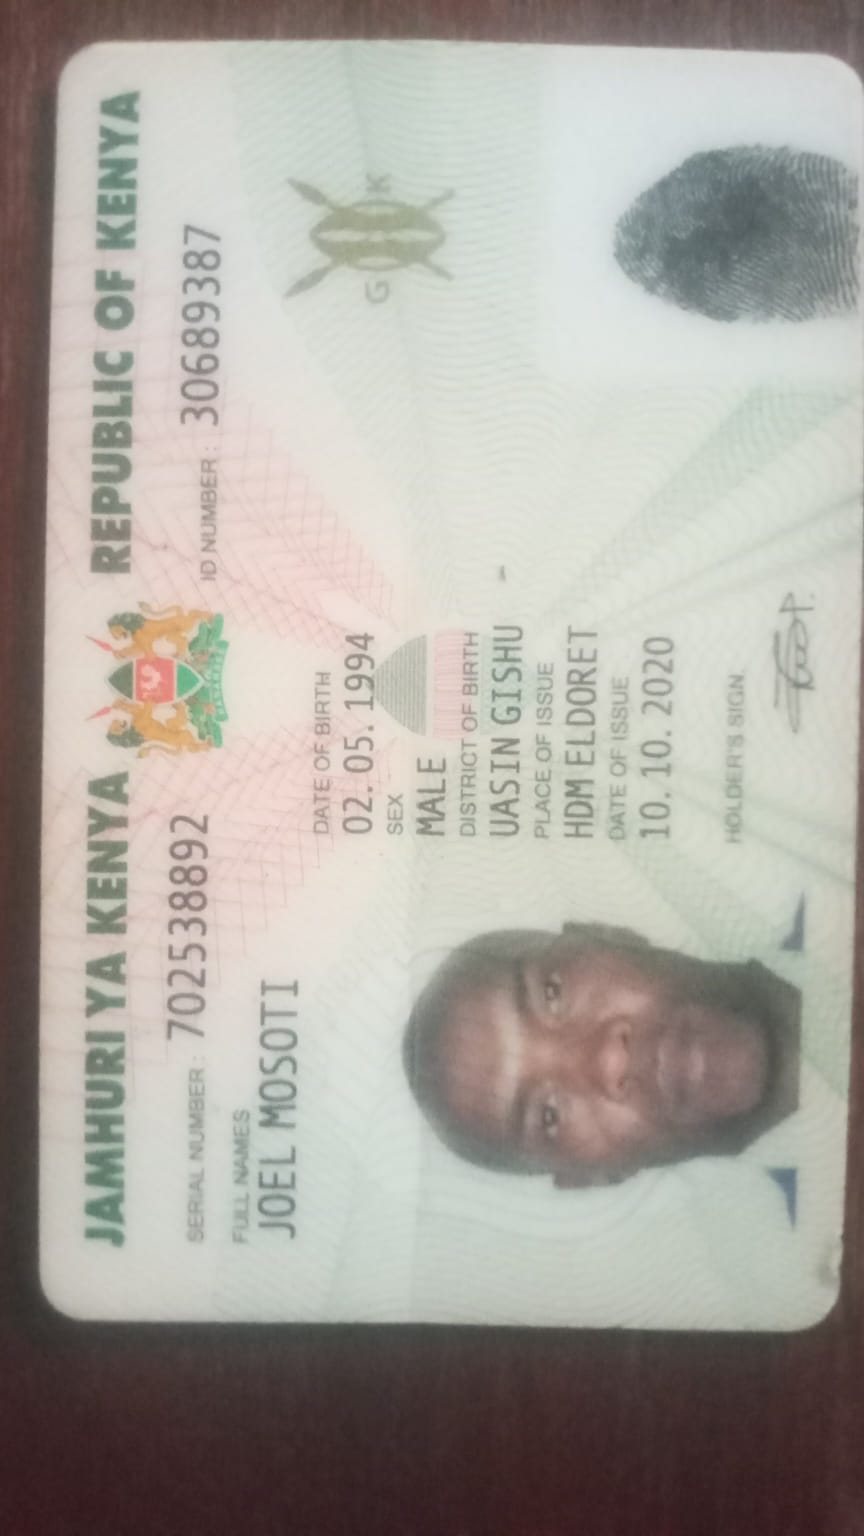 JAMHURI YA KENYA REPUBLIC OF KENYA
SERIAL NUMBER: 702538892 ID NUMBER: 30689387
FULL NAMES
JOEL MOSOTI
DATE OF BIRTH
02. 05. 1994
SEX
MALE
DISTRICT OF BIRTH
UASIN GISHU
PLACE OF ISSUE
HDM ELDORET
DATE OF ISSUE
10. 10. 2020
HOLDER'S SIGN.
G K